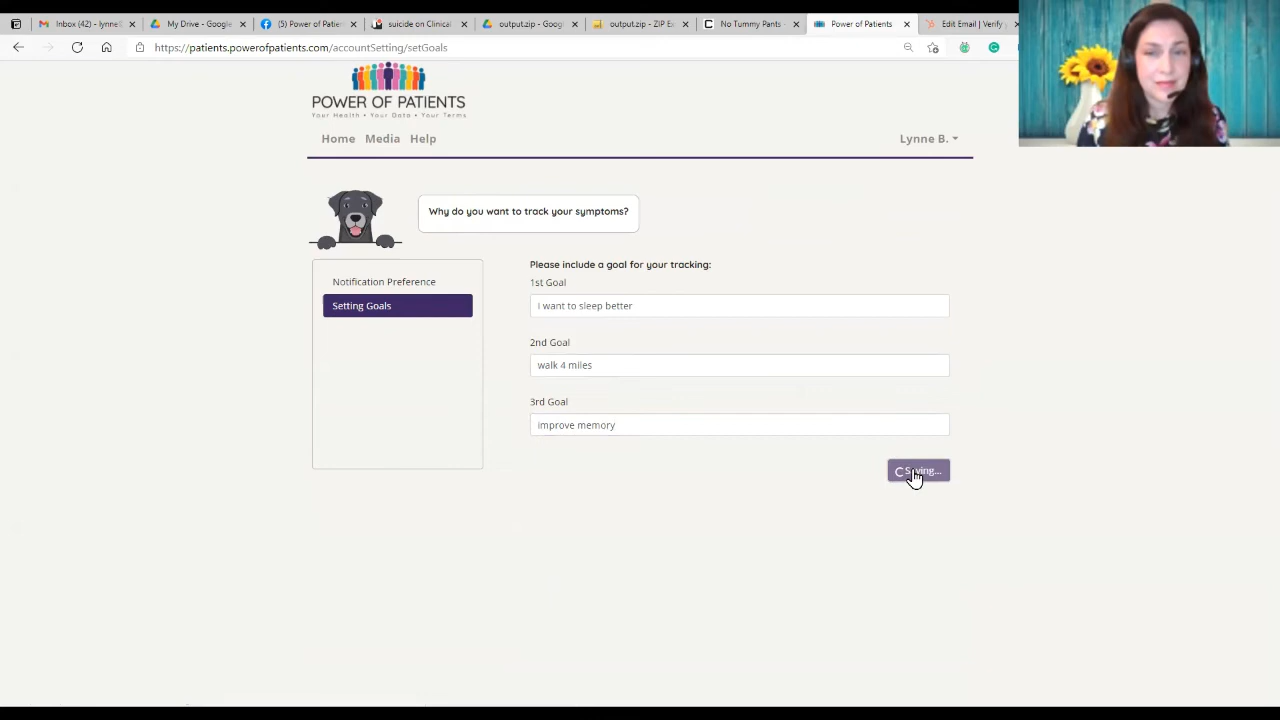 Inbox (42) - lynne
My Drive - Google
(5) Power of Patien
suicide on Clinical
output.zip - Goog
output.zip - ZIP Ex
No Tummy Pants -
Power of Patients
Edit Email | Verify y
https://patients.powerofpatients.com/accountSetting/setGoals
POWER OF PATIENTS
Your Health • Your Data • Your Terms
Home Media Help Lynne B.
Why do you want to track your symptoms?
Notification Preference
Setting Goals
Please include a goal for your tracking:
1st Goal
i want to sleep better
2nd Goal
walk 4 miles
3rd Goal
improve memory
Saving...